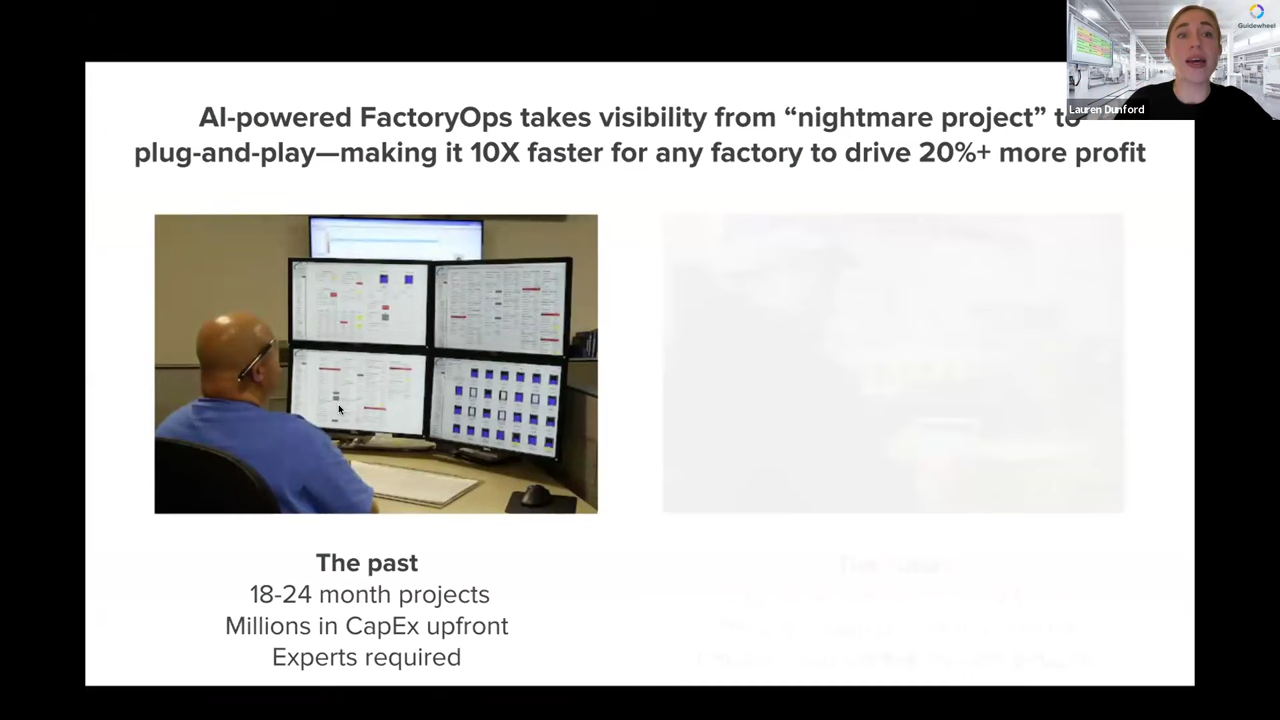 Guidewheel
Lauren Dunford
AI-powered FactoryOps takes visibility from “nightmare project” to
plug-and-play—making it 10X faster for any factory to drive 20%+ more profit
The past
18-24 month projects
Millions in CapEx upfront
Experts required